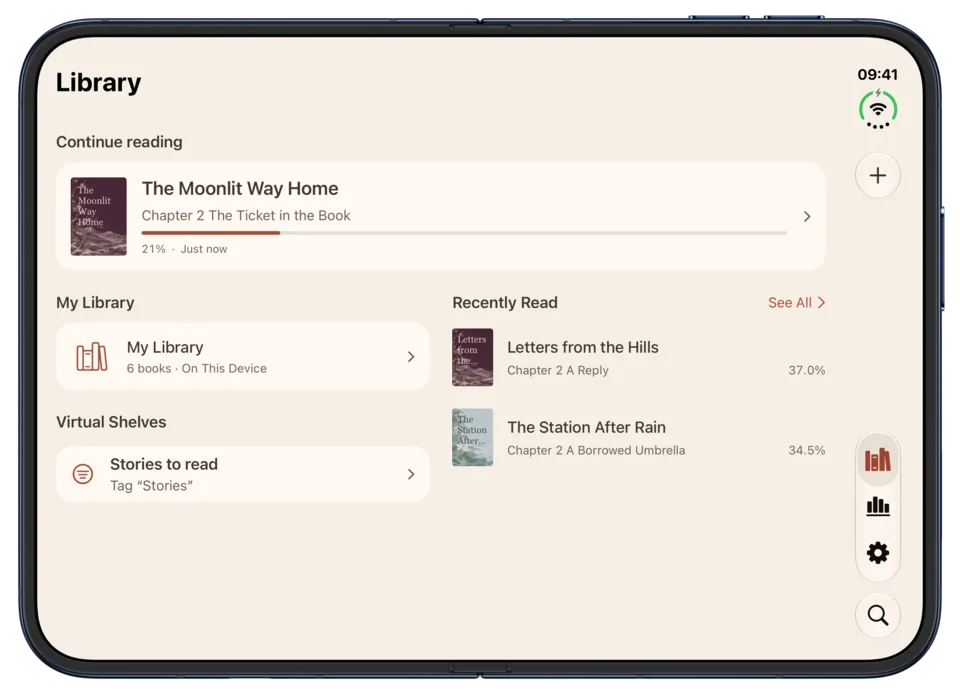 Library
09:41
Continue reading
The
Moonlit
Way
Home
The Moonlit Way Home
Chapter 2 The Ticket in the Book
21% · Just now
My Library
My Library
6 books · On This Device
Virtual Shelves
Stories to read
Tag “Stories”
Recently Read
See All
Letters
from
the...
Letters from the Hills
Chapter 2 A Reply
37.0%
The
Station
After...
The Station After Rain
Chapter 2 A Borrowed Umbrella
34.5%